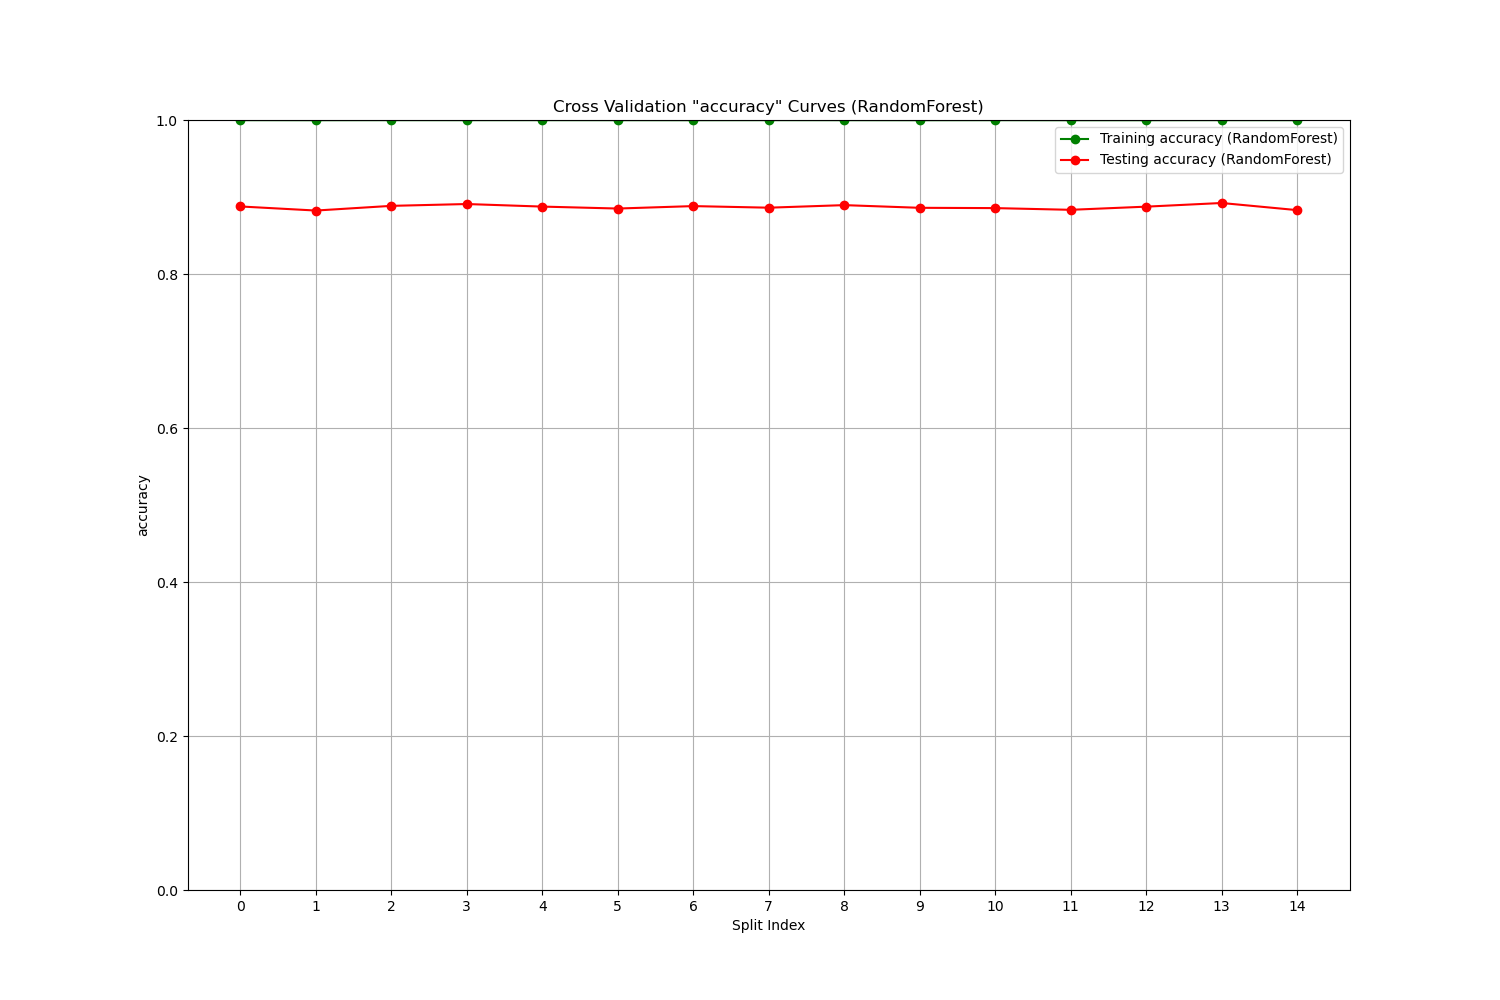 Cross Validation "accuracy" Curves (RandomForest)
Training accuracy (RandomForest)
Testing accuracy (RandomForest)
1.0
0.8
0.6
0.4
0.2
0.0
accuracy
0 1 2 3 4 5 6 7 8 9 10 11 12 13 14
Split Index